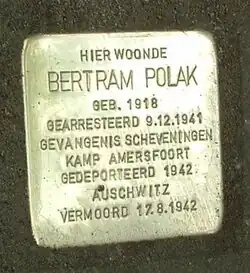 HIER WOONDE
BERTRAM POLAK
GEB. 1918
GEARRESTEERD 9.12.1941
GEVANGENIS SCHEVENINGEN
KAMP AMERSFOORT
GEDEPORTEERD 1942
AUSCHWITZ
VERMOORD 17.8.1942